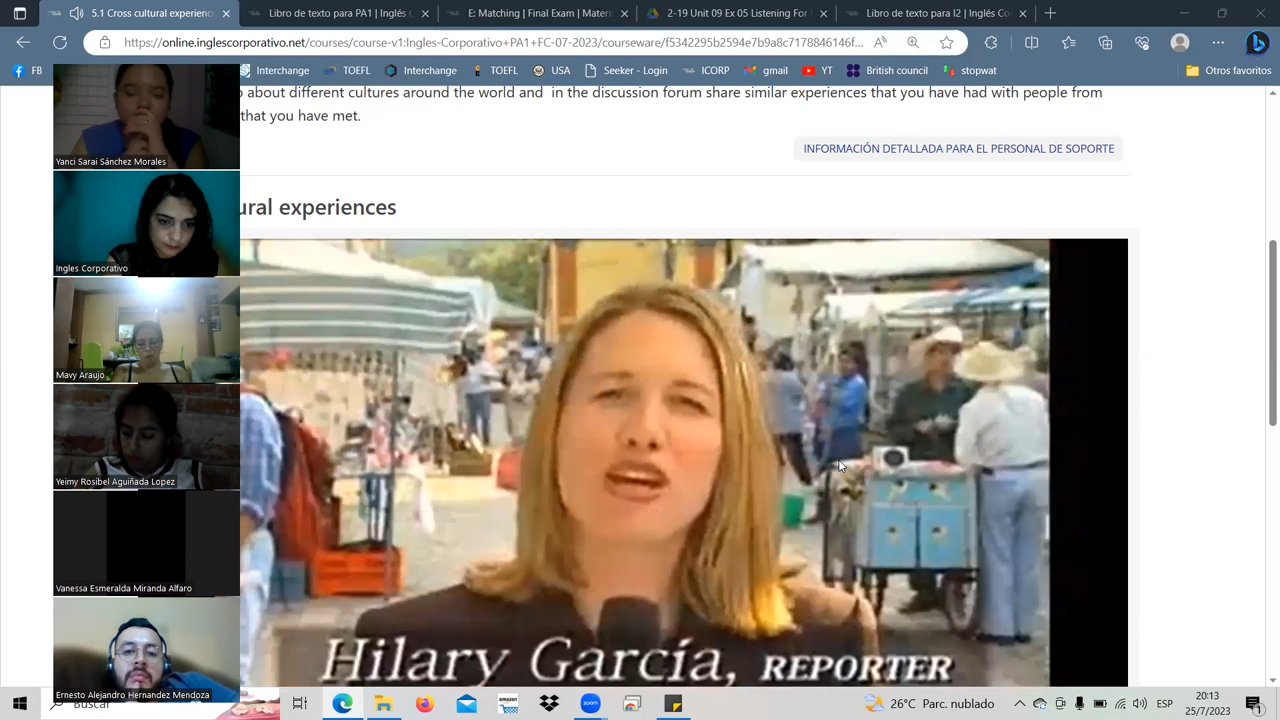 5.1 Cultural experien
Libro de texto PA1 | Inglés C
E: Matching | Final Exam | Mater
2-19 Unit 09 Ex 05 Listening For
Libro de texto para I2 | Inglés Co
https://online.inglescorporativo.net/courses/course-v1:Ingles-Corporativo+PA1+FC-07-2023/courseware/f5342295b2594e7b9a8c7178846146f...
FB
Interchange
TOEFL
Interchange
TOEFL
USA
Seeker - Login
ICORP
gmail
YT
British council
stopwat
Otros favoritos
o about different cultures around the world and in the discussion forum share similar experiences that you have had with people from
that you have met.
INFORMACIÓN DETALLADA PARA EL PERSONAL DE SOPORTE
ural experiences
Yanci Sarai Sánchez Morales
Ingles Corporativo
Mavy Araujo
Yeimy Rosibel Aguiñada Lopez
Vanessa Esmeralda Miranda Alfaro
Ernesto Alejandro Hernandez Mendoza
Hilary García, REPORTER
Buscar
amazon
zoom
26°C Parc. nublado
ESP
20:13
25/7/2023
1